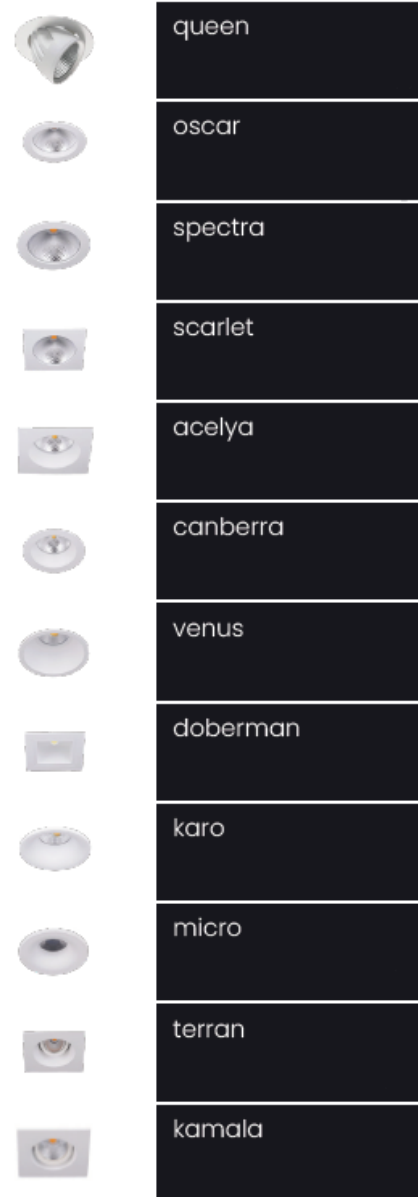 queen
oscar
spectra
scarlet
acelya
canberra
venus
doberman
karo
micro
terran
kamala